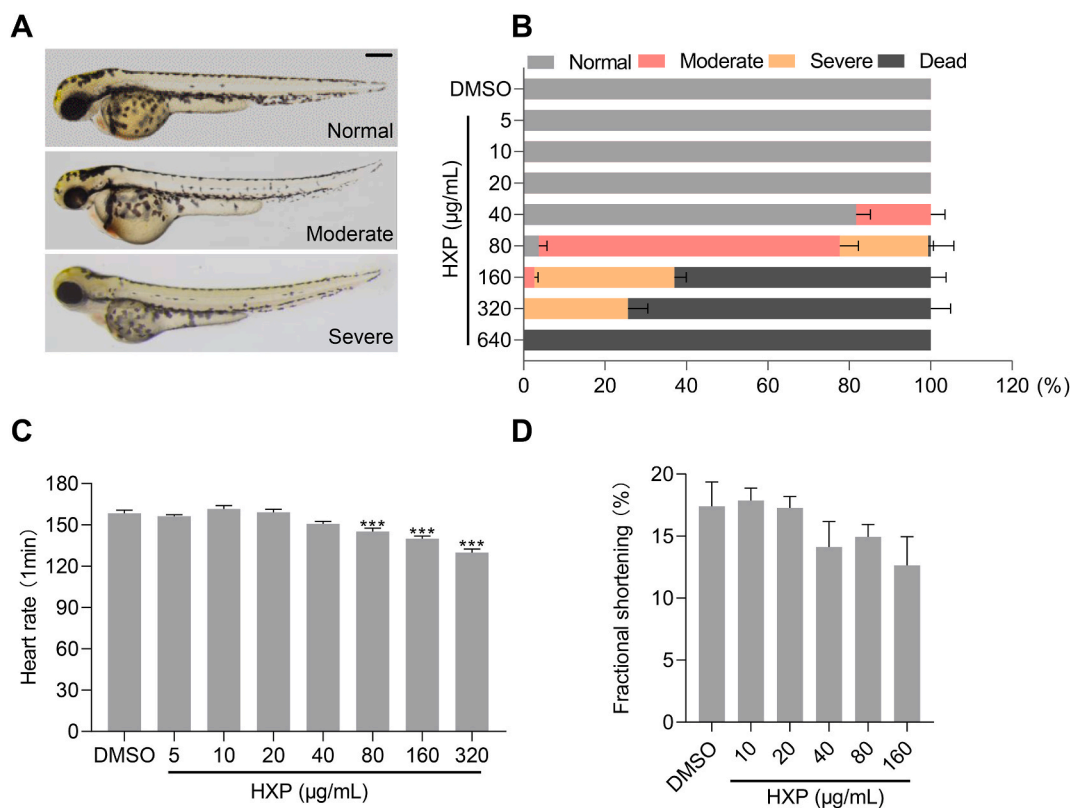 A
Normal
Moderate
Severe
B
Normal Moderate Severe Dead
DMSO
5
10
20
40
80
160
320
640
HXP (µg/mL)
0 20 40 60 80 100 120 (%)
C
Heart rate (1min)
180
150
120
90
60
30
0
*** *** ***
DMSO 5 10 20 40 80 160 320
HXP (µg/mL)
D
Fractional shortening (%)
20
15
10
5
0
DMSO 10 20 40 80 160
HXP (µg/mL)